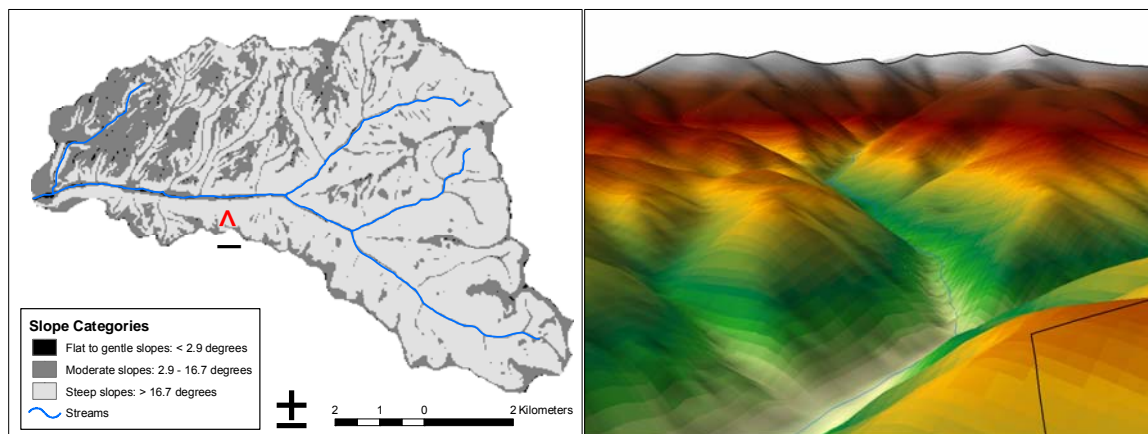 Slope Categories
Flat to gentle slopes: < 2.9 degrees
Moderate slopes: 2.9 - 16.7 degrees
Steep slopes: > 16.7 degrees
Streams
2 1 0 2 Kilometers